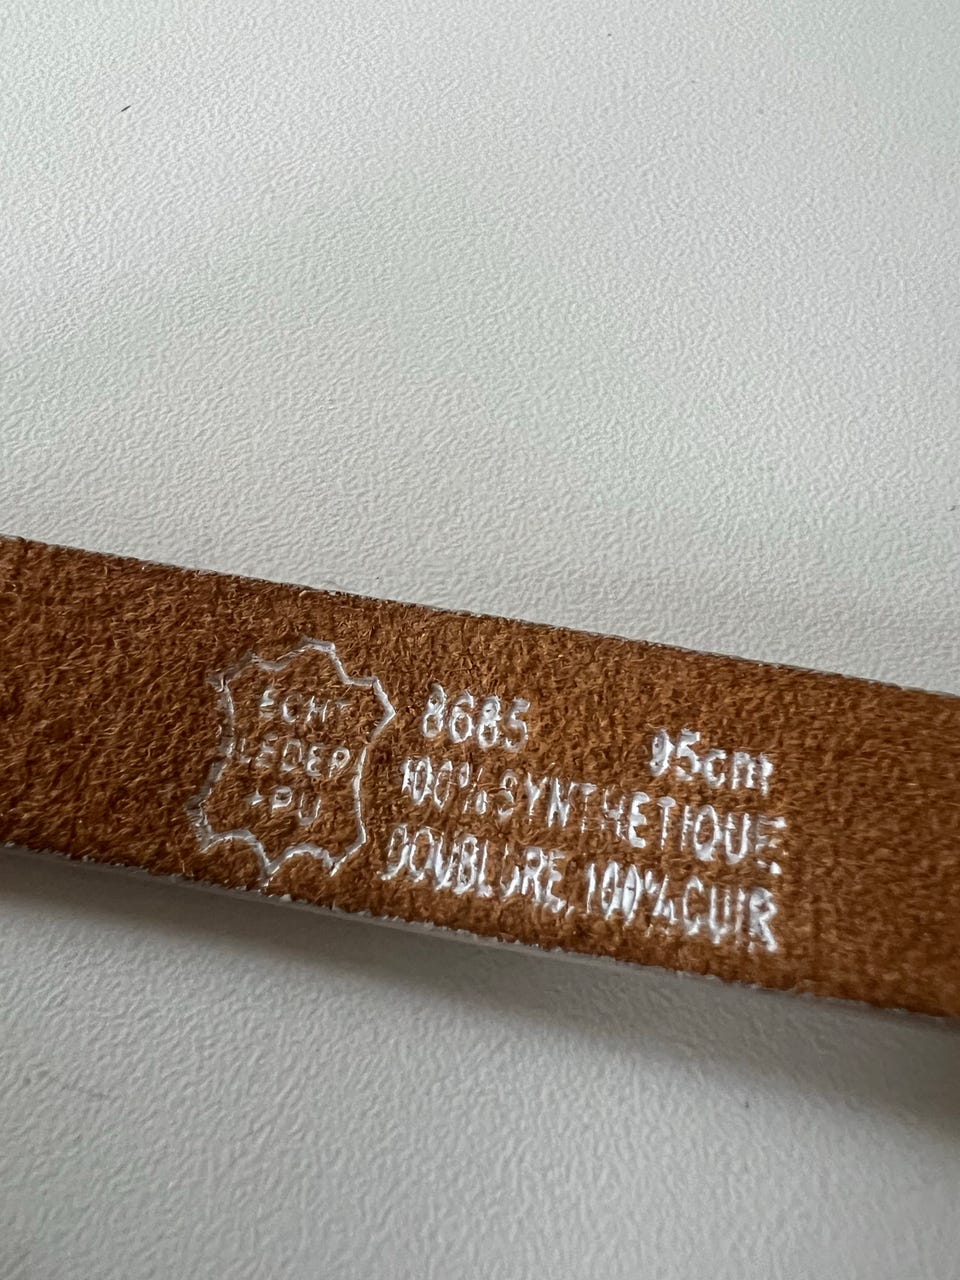 ECHT
LEDER
+PU
8685
95cm
100% SYNTHETIQUE
DOUBLURE, 100% CUIR